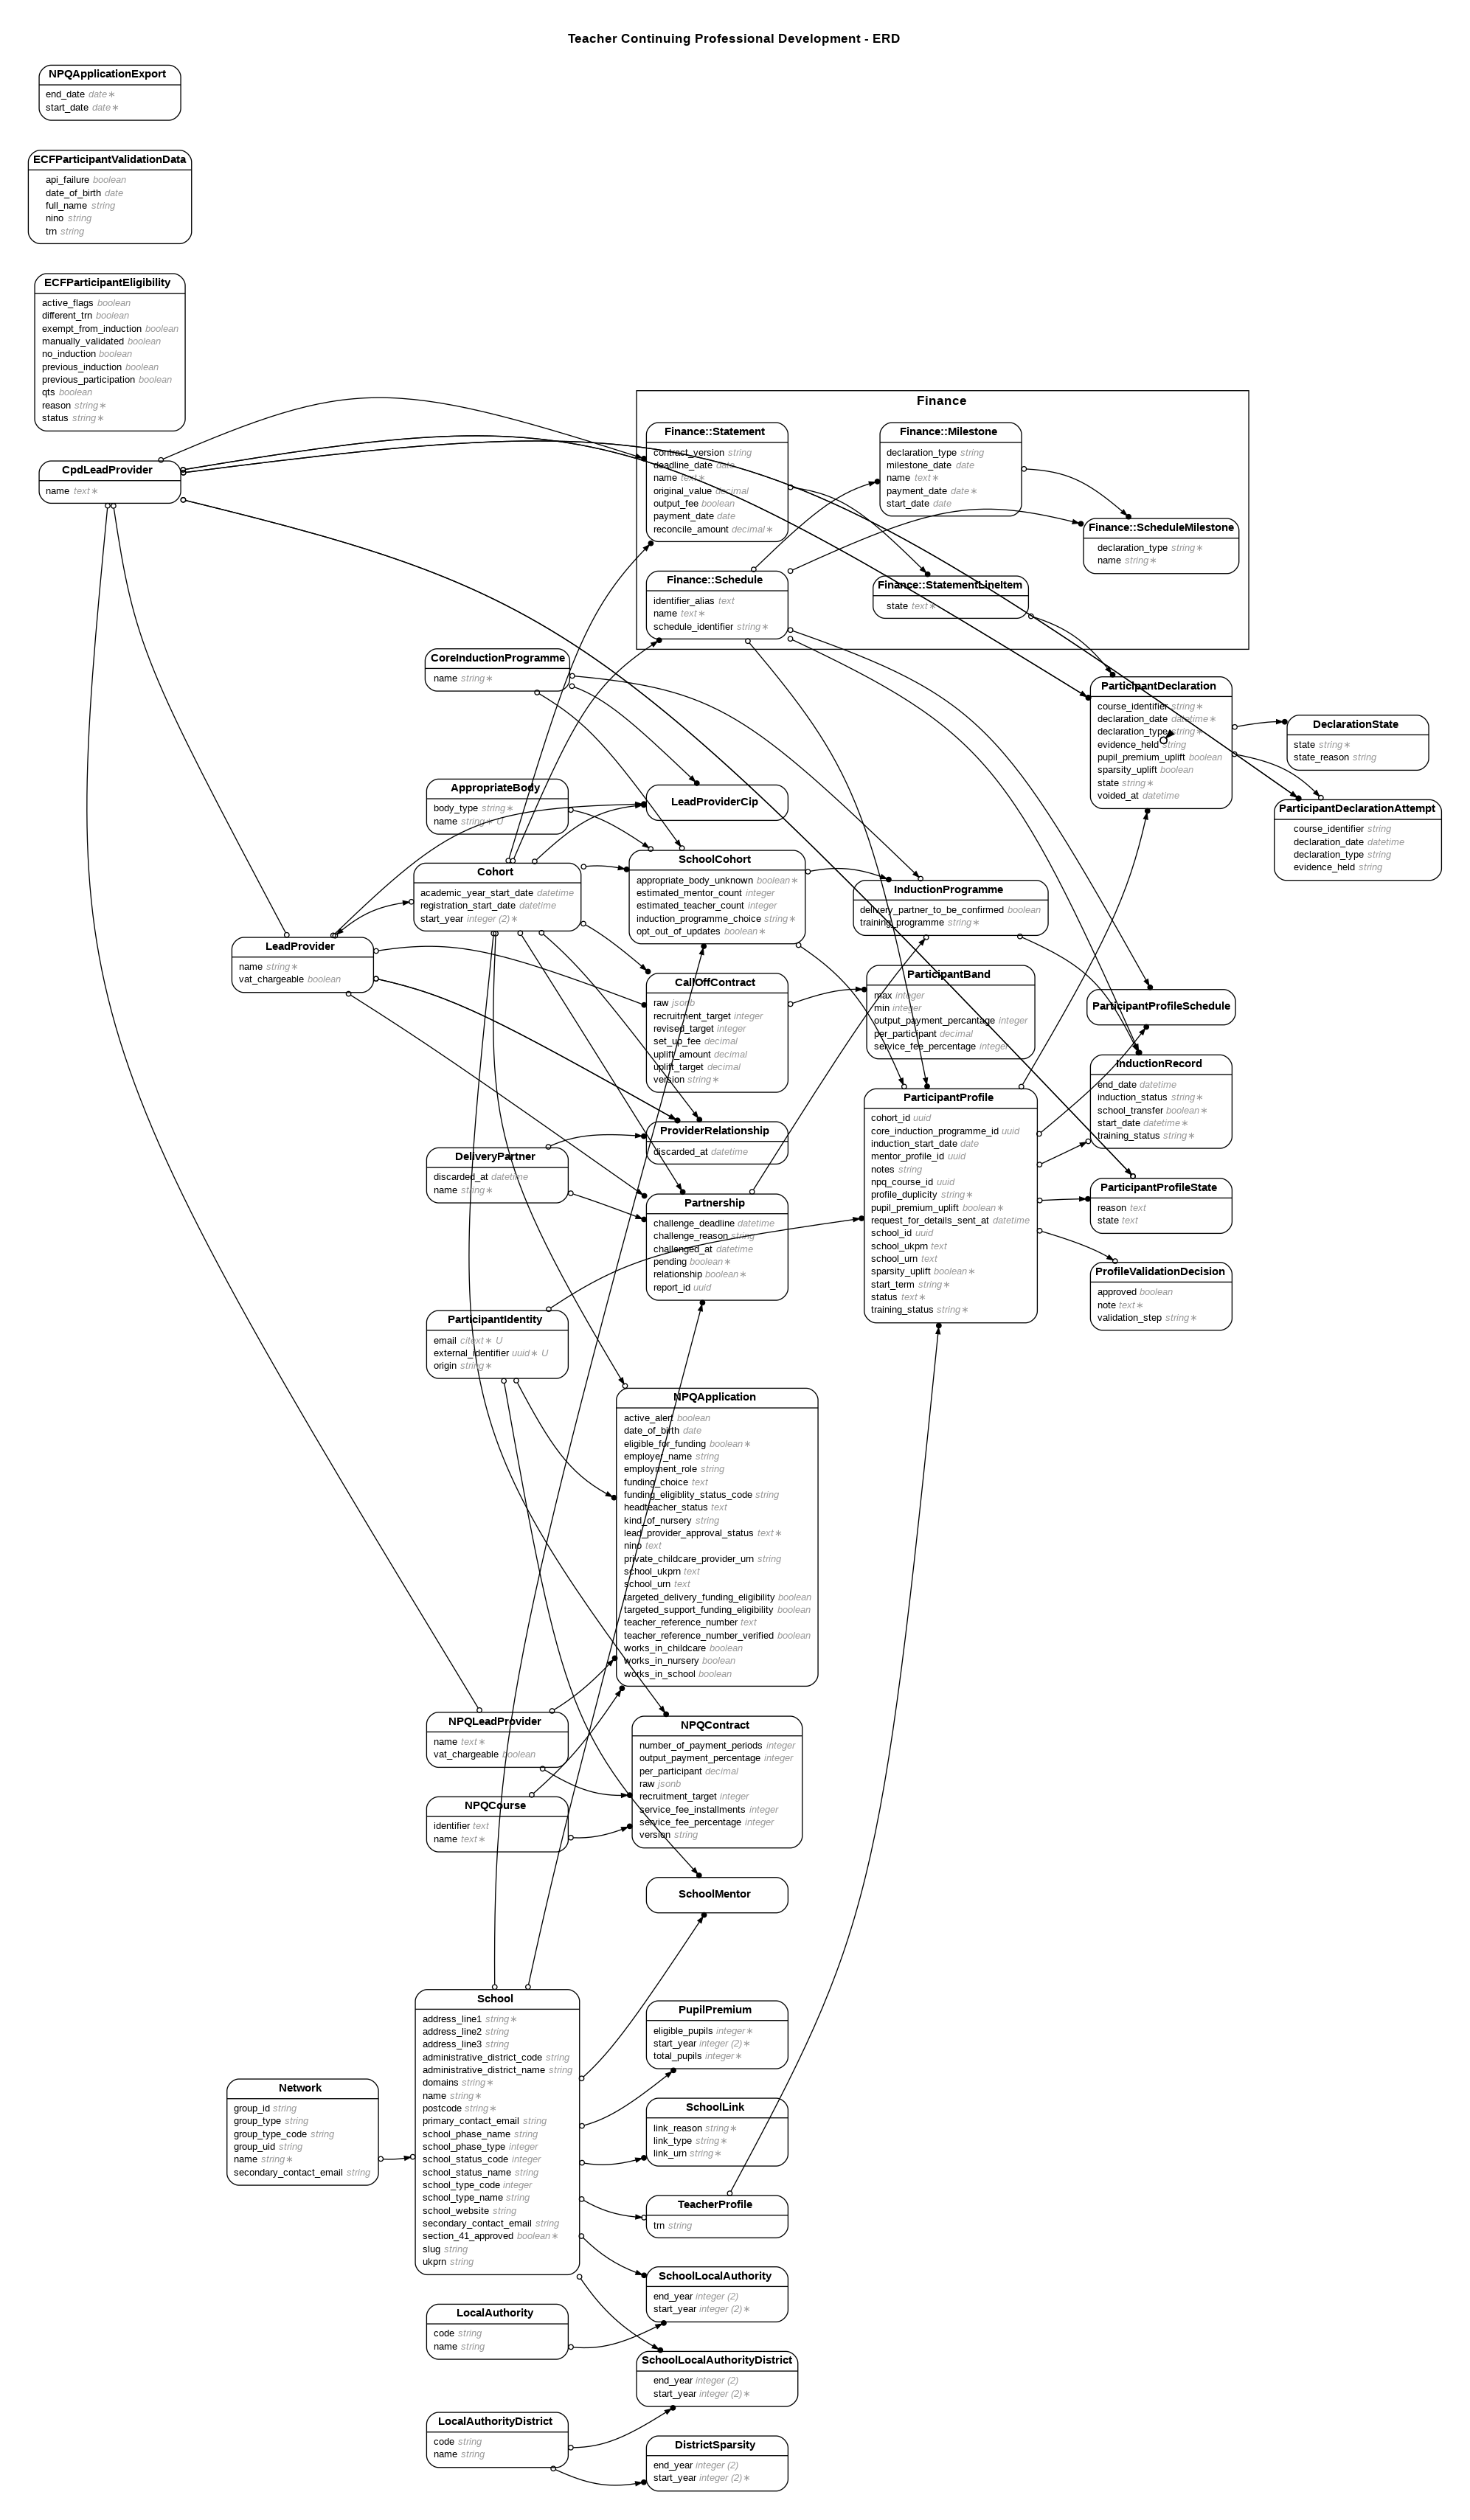 Teacher Continuing Professional Development - ERD
NPQApplicationExport
end_date date ∗
start_date date ∗
ECFParticipantValidationData
api_failure boolean
date_of_birth date
full_name string
nino string
trn string
ECFParticipantEligibility
active_flags boolean
different_trn boolean
exempt_from_induction boolean
manually_validated boolean
no_induction boolean
previous_induction boolean
previous_participation boolean
qts boolean
reason string ∗
status string ∗
CpdLeadProvider
name text ∗
Finance
Finance::Statement
contract_version string
deadline_date date
name text ∗
original_value decimal
output_fee boolean
payment_date date
reconcile_amount decimal ∗
Finance::Milestone
declaration_type string
milestone_date date
name text ∗
payment_date date ∗
start_date date
Finance::ScheduleMilestone
declaration_type string ∗
name string ∗
Finance::Schedule
identifier_alias text
name text ∗
schedule_identifier string ∗
Finance::StatementLineItem
state text ∗
CoreInductionProgramme
name string ∗
ParticipantDeclaration
course_identifier string ∗
declaration_date datetime ∗
declaration_type string ∗
evidence_held string
pupil_premium_uplift boolean
sparsity_uplift boolean
state string ∗
voided_at datetime
DeclarationState
state string ∗
state_reason string
ParticipantDeclarationAttempt
course_identifier string
declaration_date datetime
declaration_type string
evidence_held string
AppropriateBody
body_type string ∗
name string ∗ U
LeadProviderCip
Cohort
academic_year_start_date datetime
registration_start_date datetime
start_year integer (2) ∗
SchoolCohort
appropriate_body_unknown boolean ∗
estimated_mentor_count integer
estimated_teacher_count integer
induction_programme_choice string ∗
opt_out_of_updates boolean ∗
InductionProgramme
delivery_partner_to_be_confirmed boolean
training_programme string ∗
LeadProvider
name string ∗
vat_chargeable boolean
CallOffContract
raw jsonb
recruitment_target integer
revised_target integer
set_up_fee decimal
uplift_amount decimal
uplift_target decimal
version string ∗
ParticipantBand
max integer
min integer
output_payment_percantage integer
per_participant decimal
service_fee_percentage integer
ParticipantProfileSchedule
InductionRecord
end_date datetime
induction_status string ∗
school_transfer boolean ∗
start_date datetime ∗
training_status string ∗
ParticipantProfile
cohort_id uuid
core_induction_programme_id uuid
induction_start_date date
mentor_profile_id uuid
notes string
npq_course_id uuid
profile_duplicity string ∗
pupil_premium_uplift boolean ∗
request_for_details_sent_at datetime
school_id uuid
school_ukprn text
school_urn text
sparsity_uplift boolean ∗
start_term string ∗
status text ∗
training_status string ∗
ProviderRelationship
discarded_at datetime
DeliveryPartner
discarded_at datetime
name string ∗
Partnership
challenge_deadline datetime
challenge_reason string
challenged_at datetime
pending boolean ∗
relationship boolean ∗
report_id uuid
ParticipantProfileState
reason text
state text
ProfileValidationDecision
approved boolean
note text ∗
validation_step string ∗
ParticipantIdentity
email citext ∗ U
external_identifier uuid ∗ U
origin string ∗
NPQApplication
active_alert boolean
date_of_birth date
eligible_for_funding boolean ∗
employer_name string
employment_role string
funding_choice text
funding_eligiblity_status_code string
headteacher_status text
kind_of_nursery string
lead_provider_approval_status text ∗
nino text
private_childcare_provider_urn string
school_ukprn text
school_urn text
targeted_delivery_funding_eligibility boolean
targeted_support_funding_eligibility boolean
teacher_reference_number text
teacher_reference_number_verified boolean
works_in_childcare boolean
works_in_nursery boolean
works_in_school boolean
NPQLeadProvider
name text ∗
vat_chargeable boolean
NPQContract
number_of_payment_periods integer
output_payment_percentage integer
per_participant decimal
raw jsonb
recruitment_target integer
service_fee_installments integer
service_fee_percentage integer
version string
NPQCourse
identifier text
name text ∗
SchoolMentor
School
address_line1 string ∗
address_line2 string
address_line3 string
administrative_district_code string
administrative_district_name string
domains string ∗
name string ∗
postcode string ∗
primary_contact_email string
school_phase_name string
school_phase_type integer
school_status_code integer
school_status_name string
school_type_code integer
school_type_name string
school_website string
secondary_contact_email string
section_41_approved boolean ∗
slug string
ukprn string
PupilPremium
eligible_pupils integer ∗
start_year integer (2) ∗
total_pupils integer ∗
Network
group_id string
group_type string
group_type_code string
group_uid string
name string ∗
secondary_contact_email string
SchoolLink
link_reason string ∗
link_type string ∗
link_urn string ∗
TeacherProfile
trn string
SchoolLocalAuthority
end_year integer (2)
start_year integer (2) ∗
LocalAuthority
code string
name string
SchoolLocalAuthorityDistrict
end_year integer (2)
start_year integer (2) ∗
LocalAuthorityDistrict
code string
name string
DistrictSparsity
end_year integer (2)
start_year integer (2) ∗